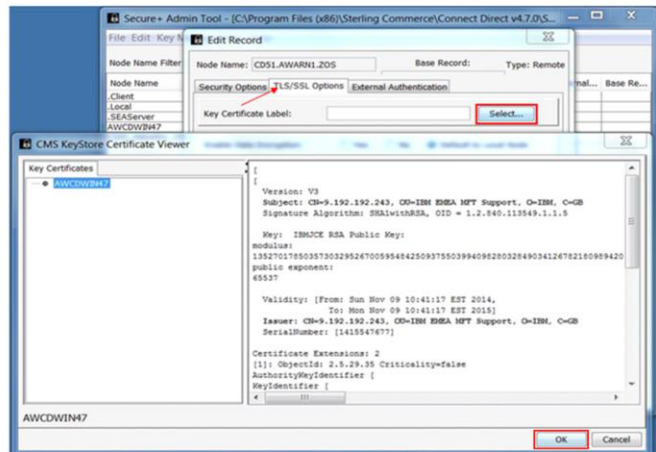 Secure+ Admin Tool - [C:\Program Files (x86)\Sterling Commerce\Connect Direct v4.7.0\S...
File Edit Key
Edit Record
Node Name Filter
Node Name: CD51.AWARN1.ZOS Base Record: Type: Remote
Node Name
.Client
.Local
.SEAServer
AWCDWIN47
Security Options TLS/SSL Options External Authentication
Base Re...
Key Certificate Label: Select...
CMS KeyStore Certificate Viewer
Key Certificates
AWCDWIN47
[
[
Version: V3
Subject: CN=9.192.192.243, OU=IBM EMEA MFT Support, O=IBM, C=GB
Signature Algorithm: SHA1withRSA, OID = 1.2.840.113549.1.1.5
Key: IBMJCE RSA Public Key:
modulus:
public exponent:
65537
Validity: [From: Sun Nov 09 10:41:17 EST 2014,
To: Mon Nov 09 10:41:17 EST 2015]
Issuer: CN=9.192.192.243, OU=IBM EMEA MFT Support, O=IBM, C=GB
SerialNumber: [1415547677]
Certificate Extensions: 2
[1]: ObjectId: 2.5.29.35 Criticality=false
AuthorityKeyIdentifier [
KeyIdentifier [
AWCDWIN47
OK Cancel